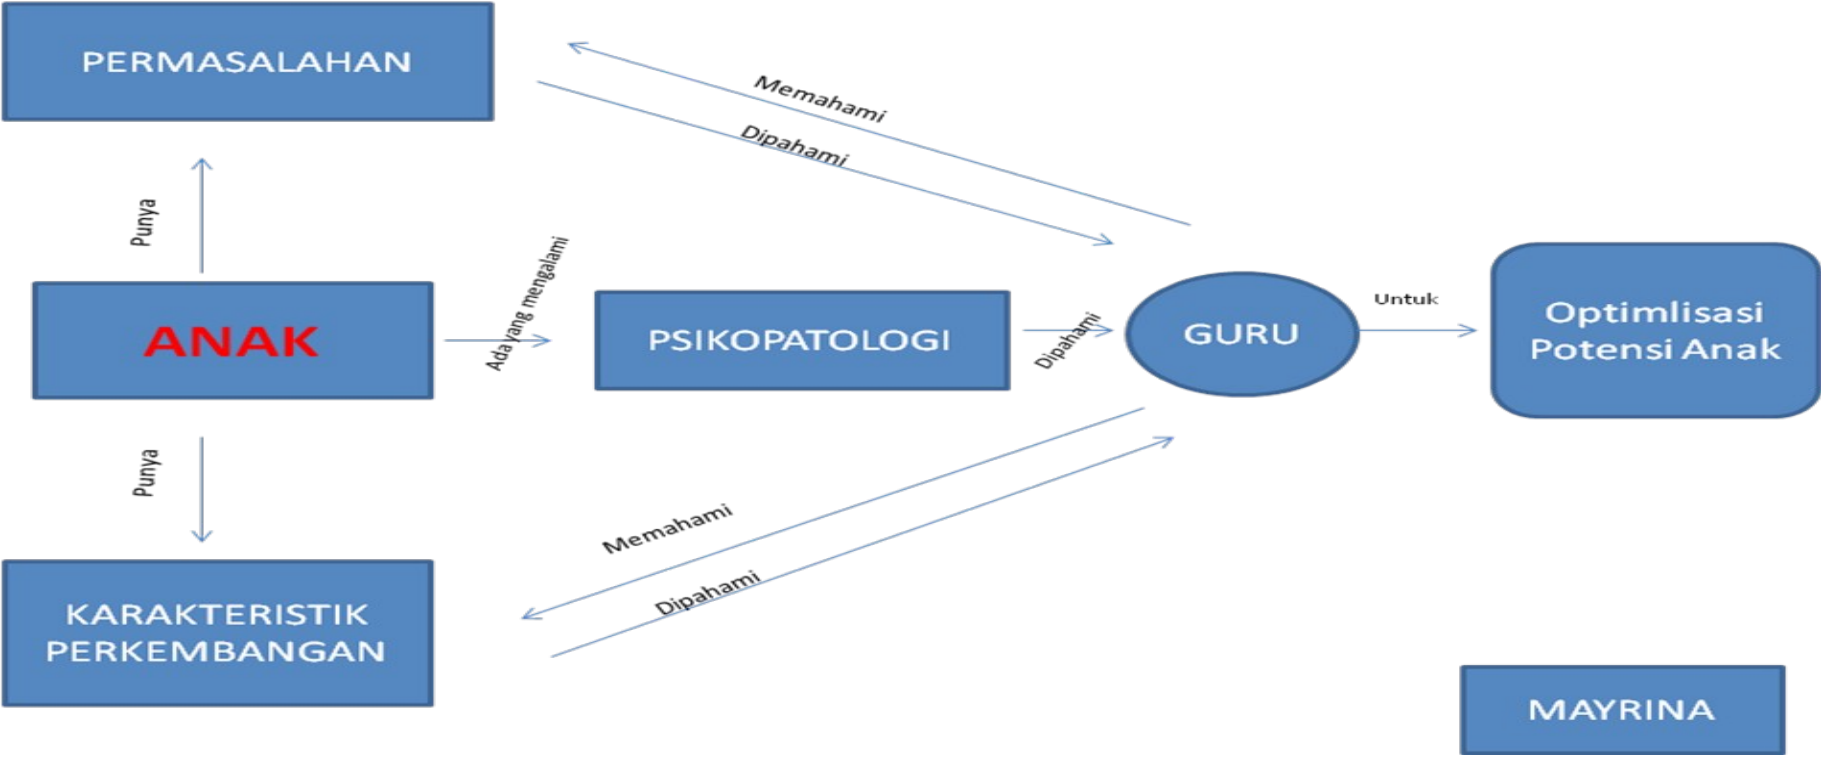 PERMASALAHAN
Memahami
Dipahami
Punya
Ada yang mengalami
ANAK
PSIKOPATOLOGI
Dipahami
GURU
Untuk
Optimlisasi
Potensi Anak
Punya
Memahami
Dipahami
KARAKTERISTIK
PERKEMBANGAN
MAYRINA